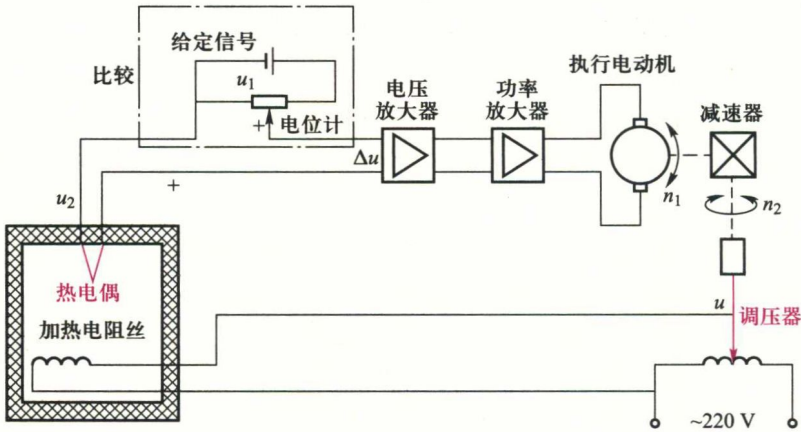 给定信号
比较
u1
+
电位计
Δu
电压
放大器
功率
放大器
执行电动机
n1
减速器
n2
u2
+
热电偶
加热电阻丝
u
调压器
~220 V